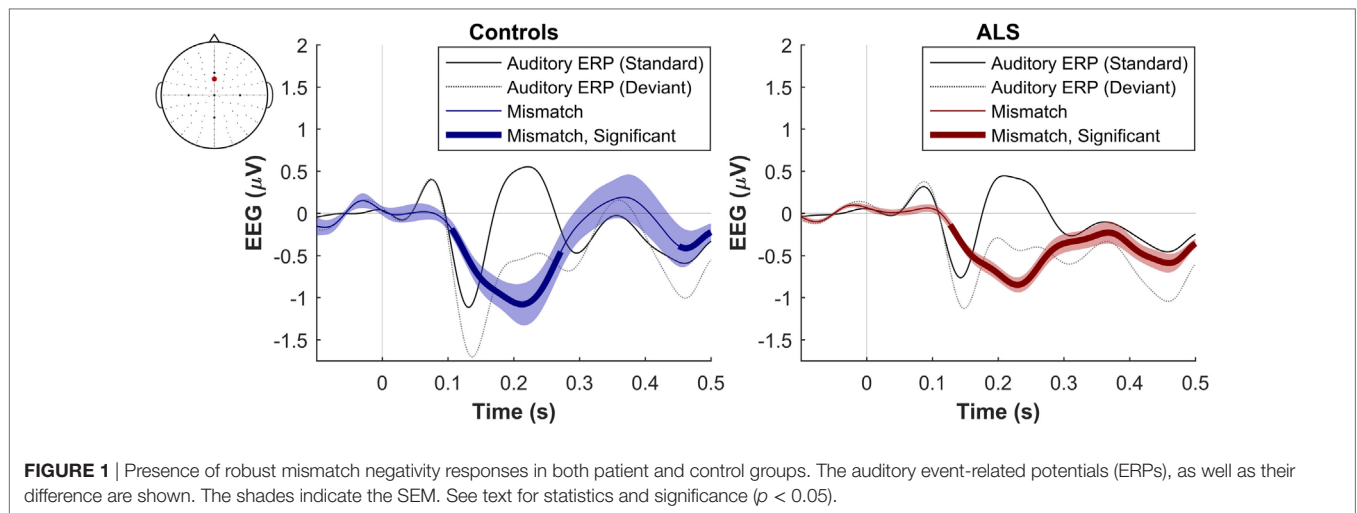 Controls
2
1.5
1
0.5
0
-0.5
-1
-1.5
EEG (μV)
Auditory ERP (Standard)
Auditory ERP (Deviant)
Mismatch
Mismatch, Significant
0 0.1 0.2 0.3 0.4 0.5
Time (s)
ALS
2
1.5
1
0.5
0
-0.5
-1
-1.5
EEG (μV)
Auditory ERP (Standard)
Auditory ERP (Deviant)
Mismatch
Mismatch, Significant
0 0.1 0.2 0.3 0.4 0.5
Time (s)
FIGURE 1 | Presence of robust mismatch negativity responses in both patient and control groups. The auditory event-related potentials (ERPs), as well as their
difference are shown. The shades indicate the SEM. See text for statistics and significance (p < 0.05).